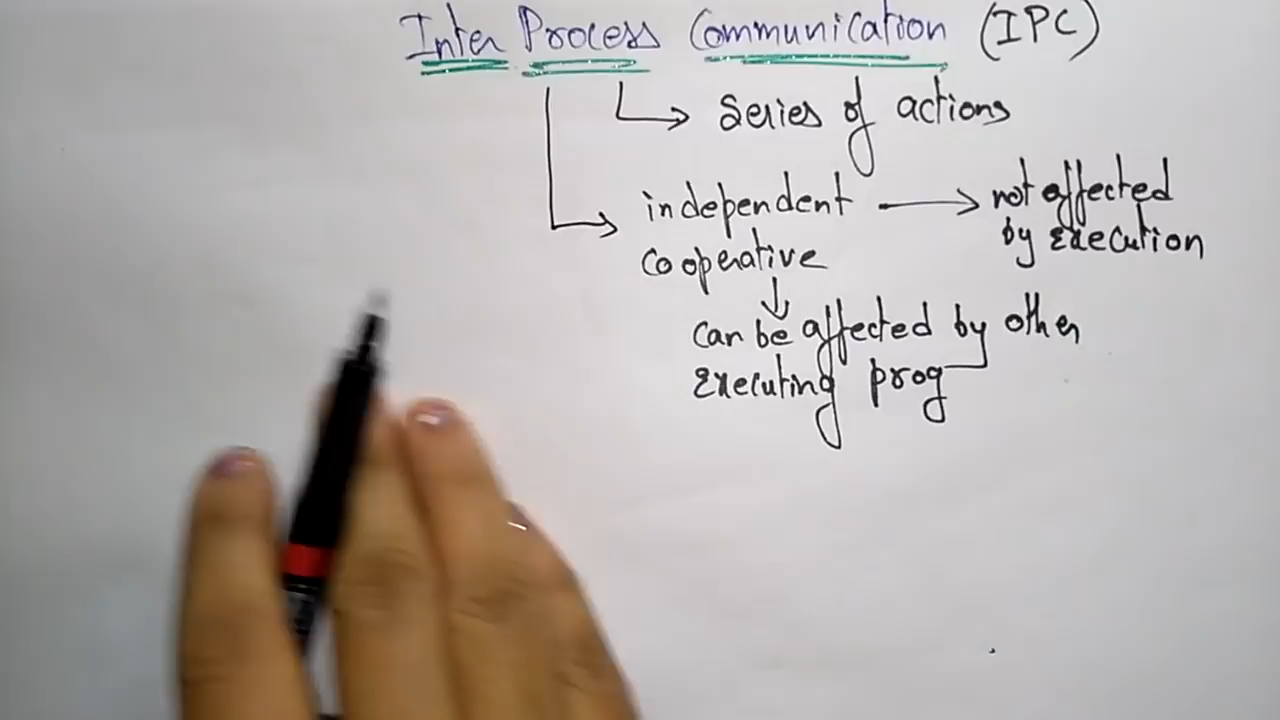 Inter Process Communication (IPC)
series of actions
independent → not affected
by execution
cooperative
can be affected by other
executing prog